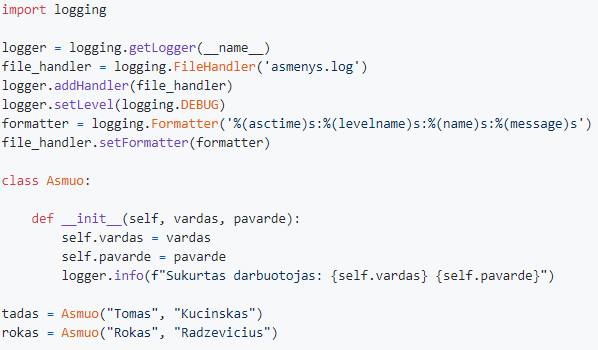 import logging

logger = logging.getLogger(__name__)
file_handler = logging.FileHandler('asmenys.log')
logger.addHandler(file_handler)
logger.setLevel(logging.DEBUG)
formatter = logging.Formatter('%(asctime)s:%(levelname)s:%(name)s:%(message)s')
file_handler.setFormatter(formatter)

class Asmuo:

    def __init__(self, vardas, pavarde):
        self.vardas = vardas
        self.pavarde = pavarde
        logger.info(f"Sukurtas darbuotojas: {self.vardas} {self.pavarde}")

tadas = Asmuo("Tomas", "Kucinskas")
rokas = Asmuo("Rokas", "Radzevicius")